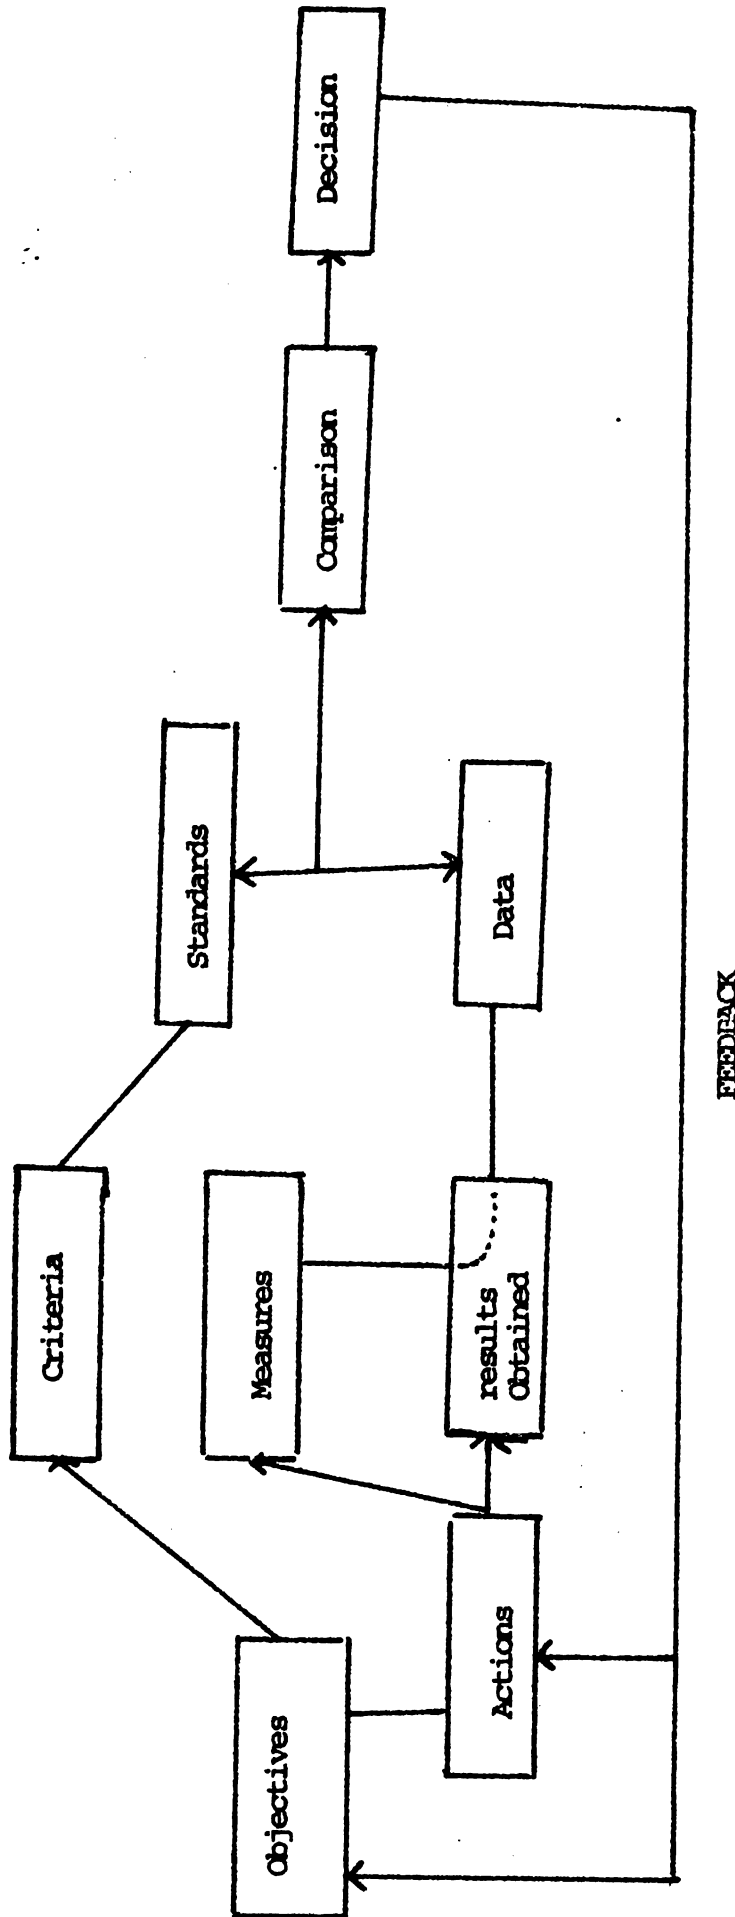 Criteria
Standards
Objectives
Measures
Comparison
Decision
Actions
results
Obtained
Data
FEEDBACK